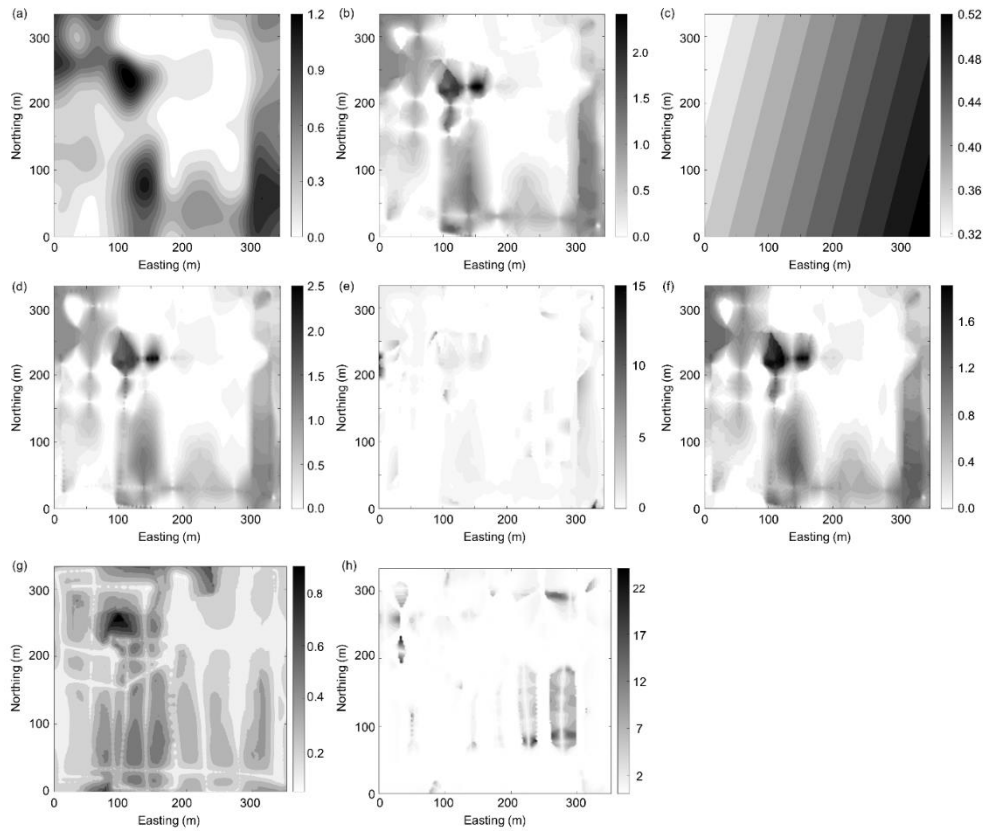 (a)
Northing (m)
300
200
100
0
0 100 200 300
Easting (m)
1.2
0.9
0.6
0.3
0.0
(b)
Northing (m)
300
200
100
0
0 100 200 300
Easting (m)
2.0
1.5
1.0
0.5
0.0
(c)
Northing (m)
300
200
100
0
0 100 200 300
Easting (m)
0.52
0.48
0.44
0.40
0.36
0.32
(d)
Northing (m)
300
200
100
0
0 100 200 300
Easting (m)
2.5
2.0
1.5
1.0
0.5
0.0
(e)
Northing (m)
300
200
100
0
0 100 200 300
Easting (m)
15
10
5
0
(f)
Northing (m)
300
200
100
0
0 100 200 300
Easting (m)
1.6
1.2
0.8
0.4
0.0
(g)
Northing (m)
300
200
100
0
0 100 200 300
Easting (m)
0.8
0.6
0.4
0.2
(h)
Northing (m)
300
200
100
0
0 100 200 300
Easting (m)
22
17
12
7
2